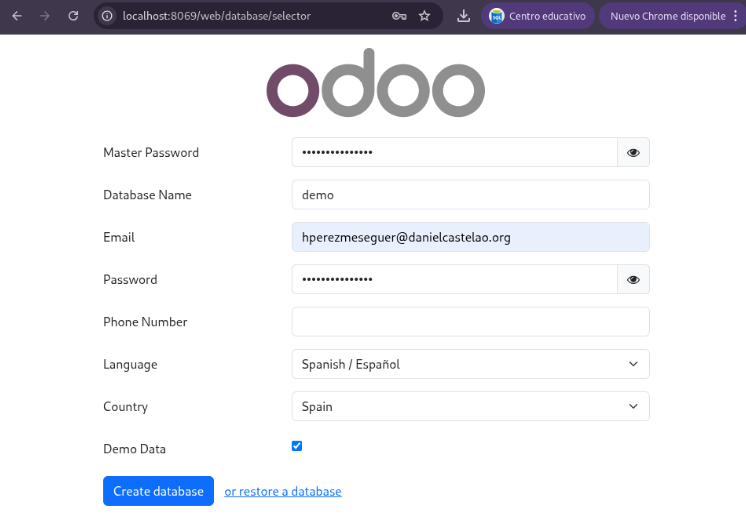 localhost:8069/web/database/selector
Centro educativo
Nuevo Chrome disponible
odoo
Master Password •••••••••••••••
Database Name demo
Email hperezmeseguer@danielcastelao.org
Password •••••••••••••••
Phone Number
Language Spanish / Español
Country Spain
Demo Data
Create database or restore a database